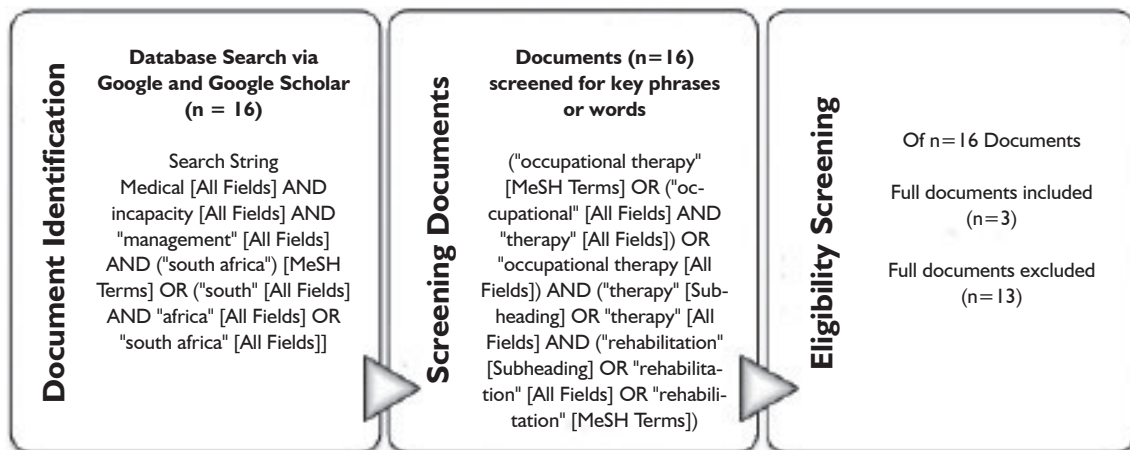 Document Identification
Database Search via
Google and Google Scholar
(n = 16)
Search String
Medical [All Fields] AND
incapacity [All Fields] AND
"management" [All Fields]
AND ("south africa") [MeSH
Terms] OR ("south" [All Fields]
AND "africa" [All Fields] OR
"south africa" [All Fields]]
Screening Documents
Documents (n=16)
screened for key phrases
or words
("occupational therapy"
[MeSH Terms] OR ("oc-
cupational" [All Fields] AND
"therapy" [All Fields]) OR
"occupational therapy [All
Fields]) AND ("therapy" [Sub-
heading] OR "therapy" [All
Fields] AND ("rehabilitation"
[Subheading] OR "rehabilita-
tion" [All Fields] OR "rehabili-
tation" [MeSH Terms])
Eligibility Screening
Of n=16 Documents
Full documents included
(n=3)
Full documents excluded
(n=13)